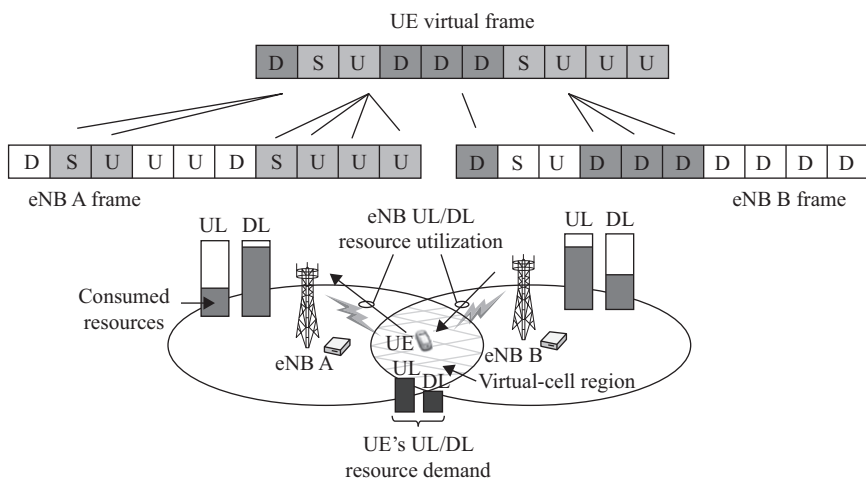 UE virtual frame
D S U D D D S U U U
D S U U U D S U U U
D S U D D D D D D D
eNB A frame
eNB B frame
UL DL
eNB UL/DL
resource utilization
UL DL
Consumed
resources
UE
eNB A
eNB B
UL DL
Virtual-cell region
UE's UL/DL
resource demand